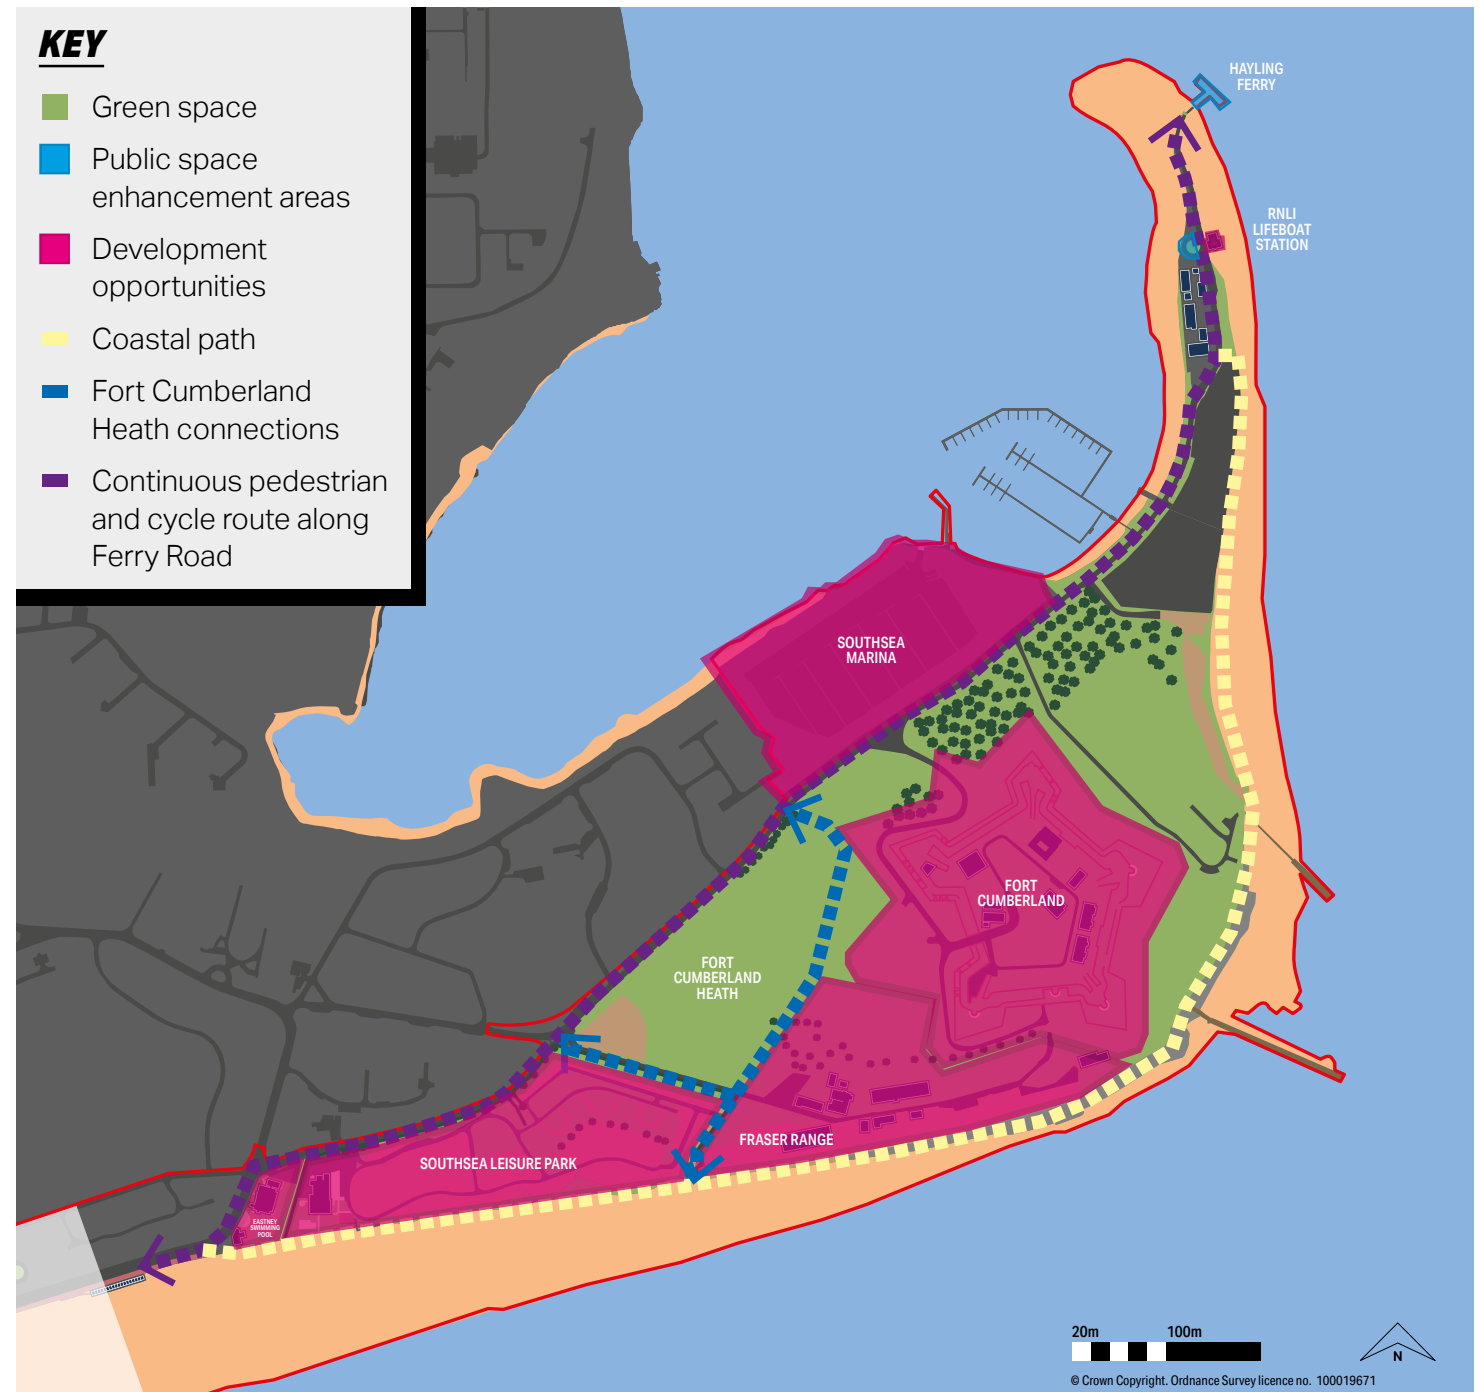 KEY
Green space
Public space
enhancement areas
Development
opportunities
Coastal path
Fort Cumberland
Heath connections
Continuous pedestrian
and cycle route along
Ferry Road
HAYLING
FERRY
RNLI
LIFEBOAT
STATION
SOUTHSEA
MARINA
FORT
CUMBERLAND
FORT
CUMBERLAND
HEATH
FRASER RANGE
SOUTHSEA LEISURE PARK
EASTNEY
SWIMMING
POOL
20m 100m
N
© Crown Copyright. Ordnance Survey licence no. 100019671